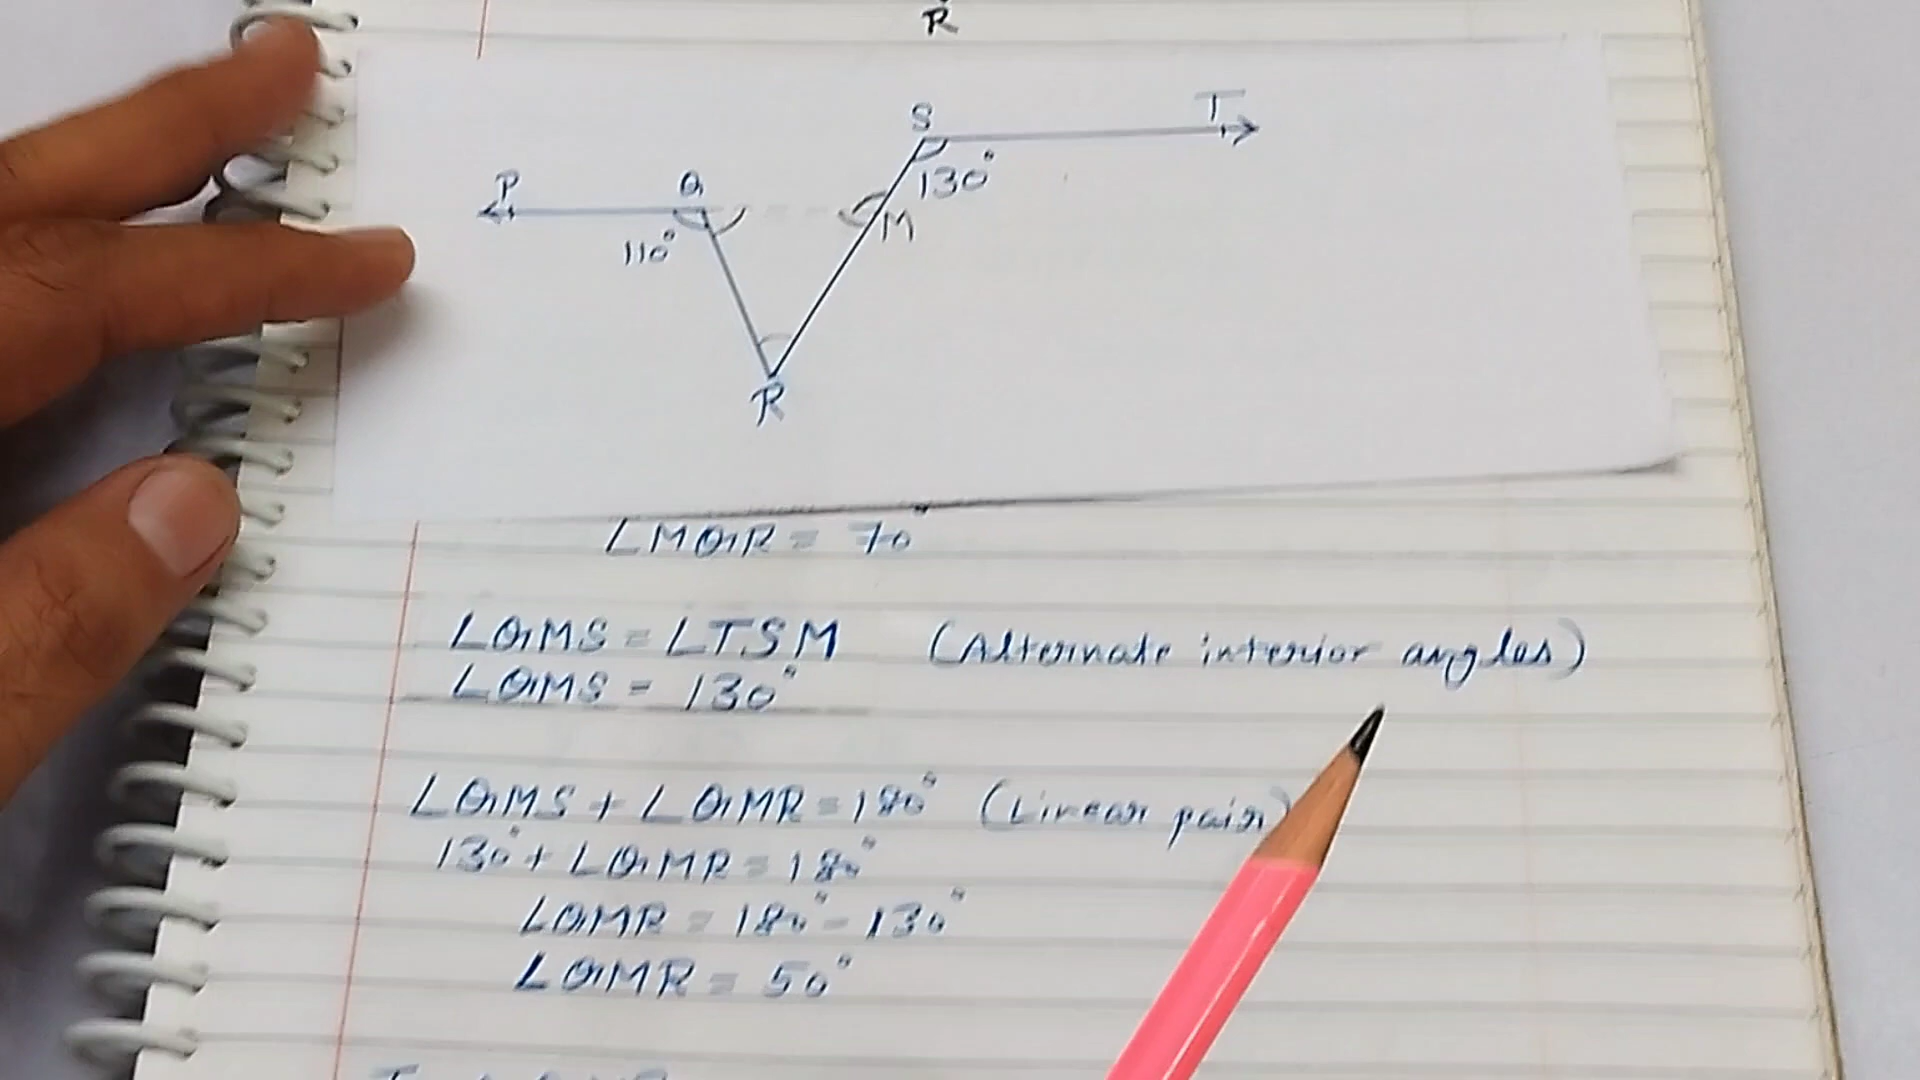 R
S
T
P
Q
130°
M
110°
R
∠MQR = 70°
∠QMS = ∠TSM (Alternate interior angles)
∠QMS = 130°
∠QMS + ∠QMR = 180° (Linear pair)
130° + ∠QMR = 180°
∠QMR = 180° - 130°
∠QMR = 50°